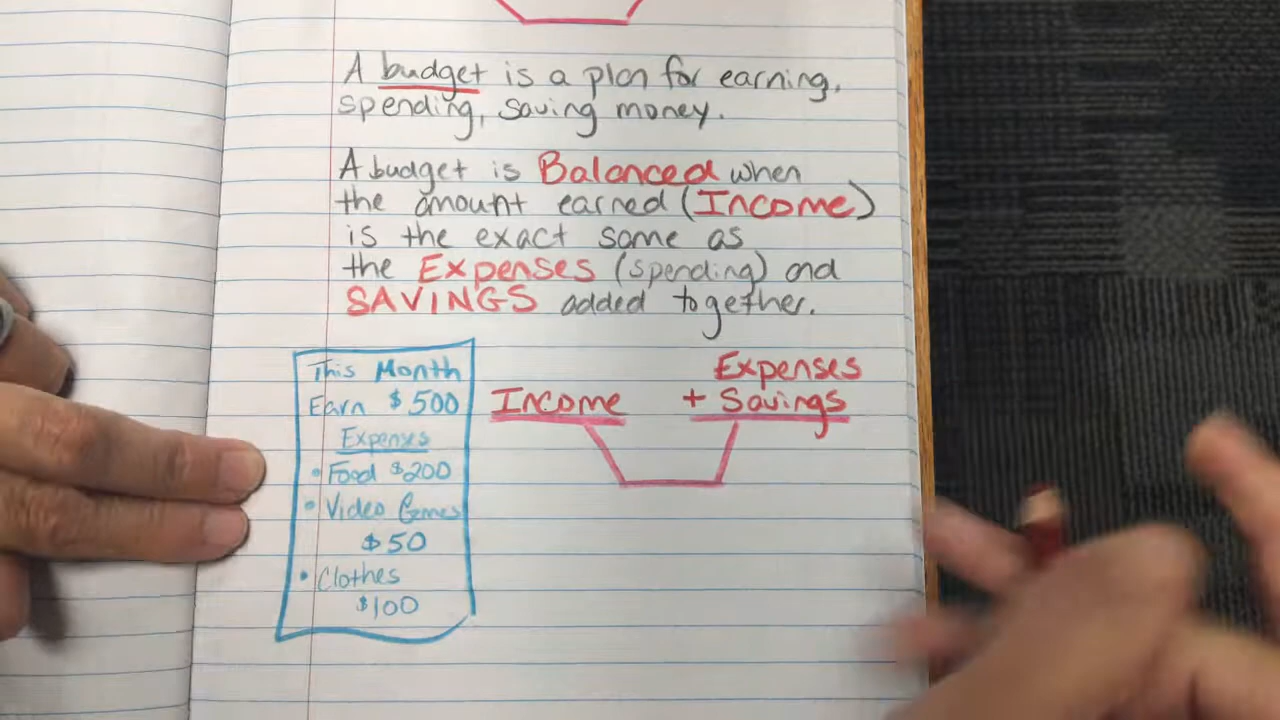 A budget is a plan for earning,
spending, saving money.
A budget is Balanced when
the amount earned (Income)
is the exact same as
the Expenses (spending) and
SAVINGS added together.
This Month
Earn $500
Expenses
• Food $200
• Video Games
$50
• Clothes
$100
Income
Expenses
+ Savings